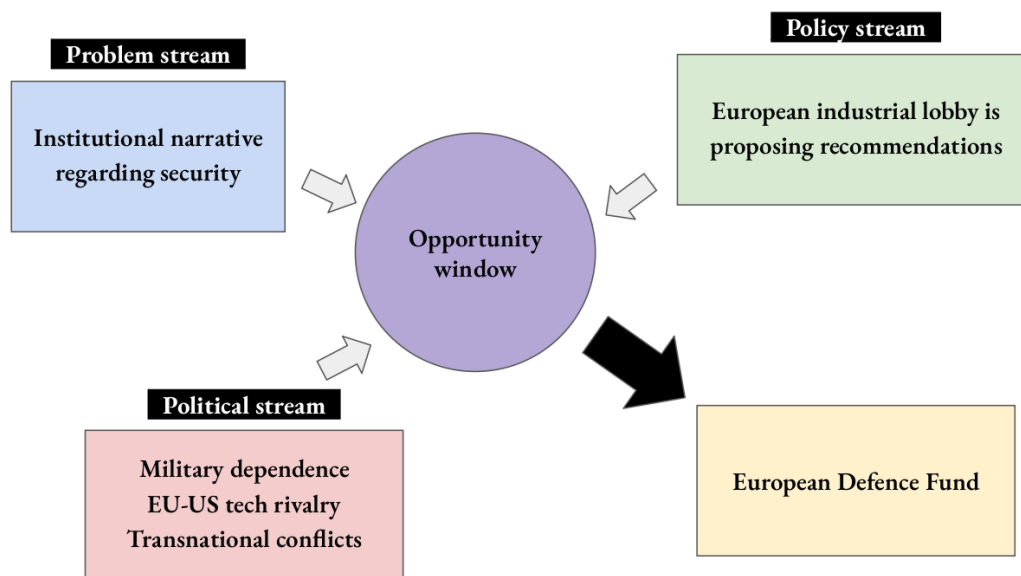 Problem stream
Institutional narrative
regarding security
Policy stream
European industrial lobby is
proposing recommendations
Opportunity
window
Political stream
Military dependence
EU-US tech rivalry
Transnational conflicts
European Defence Fund